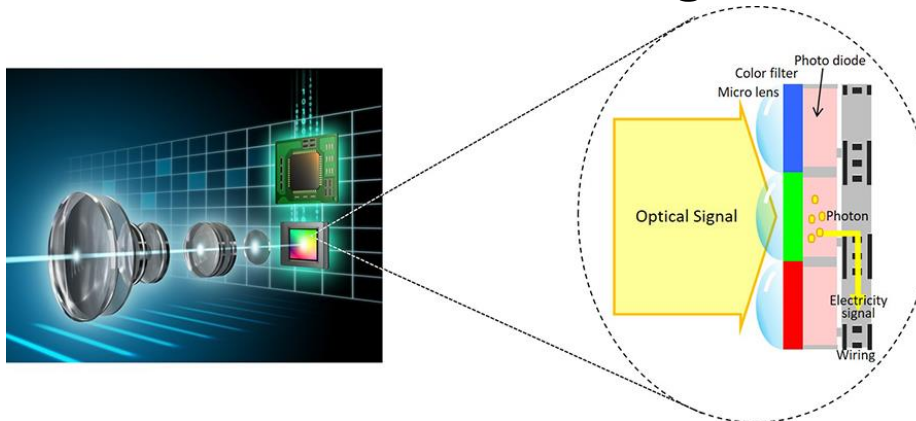 Photo diode
Color filter
Micro lens
Optical Signal
Photon
Electricity
signal
Wiring